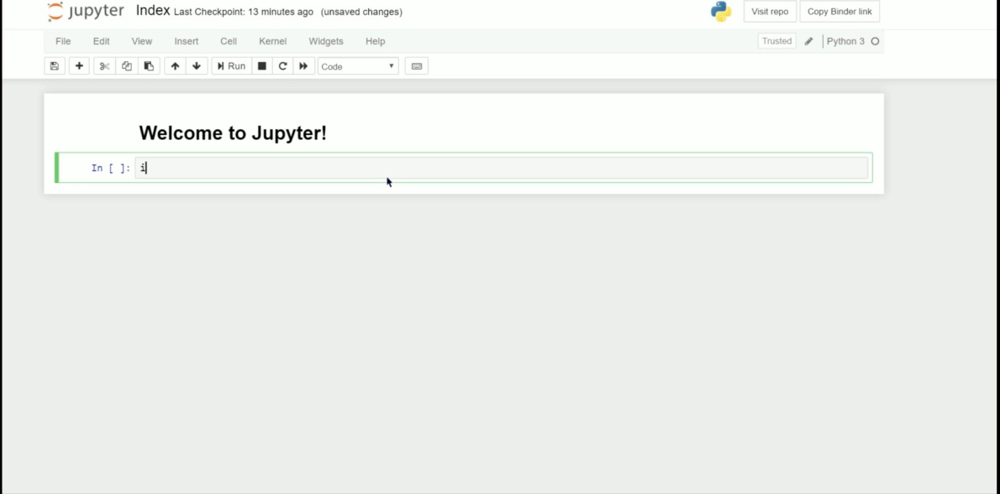 jupyter Index Last Checkpoint: 13 minutes ago (unsaved changes) Visit repo Copy Binder link
File Edit View Insert Cell Kernel Widgets Help Trusted Python 3
Run Code
Welcome to Jupyter!
In [ ]: i